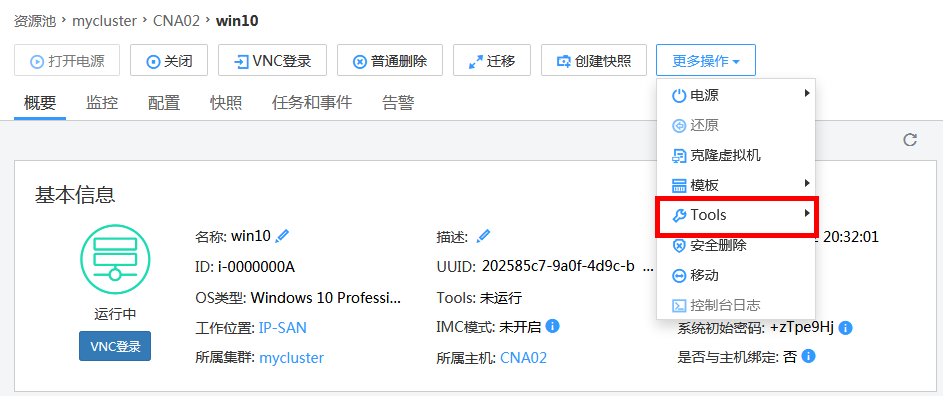 资源池 › mycluster › CNA02 › win10
打开电源 关闭 VNC登录 普通删除 迁移 创建快照 更多操作
概要 监控 配置 快照 任务和事件 告警
电源
还原
克隆虚拟机
模板
Tools
安全删除
移动
控制台日志
基本信息
运行中
VNC登录
名称: win10
ID: i-0000000A
OS类型: Windows 10 Professi...
工作位置: IP-SAN
所属集群: mycluster
描述:
UUID: 202585c7-9a0f-4d9c-b ...
Tools: 未运行
IMC模式: 未开启
所属主机: CNA02
20:32:01
系统初始密码: +zTpe9Hj
是否与主机绑定: 否